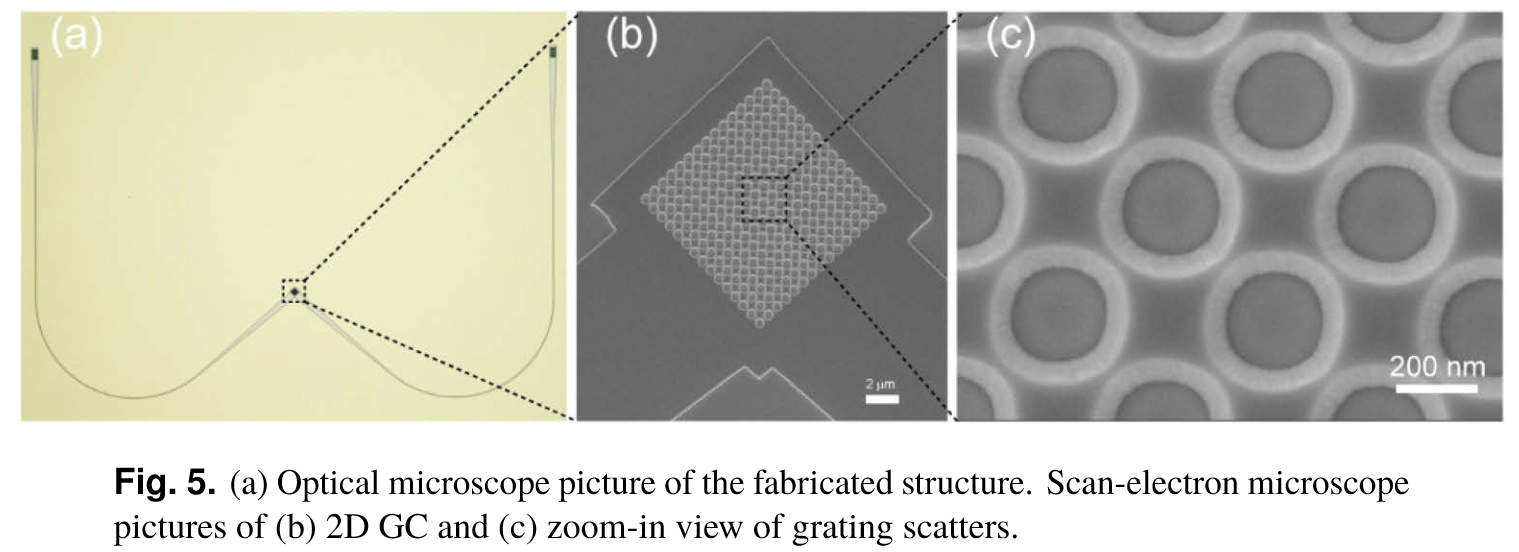 (a)
(b)
(c)
2 μm
200 nm
Fig. 5. (a) Optical microscope picture of the fabricated structure. Scan-electron microscope
pictures of (b) 2D GC and (c) zoom-in view of grating scatters.